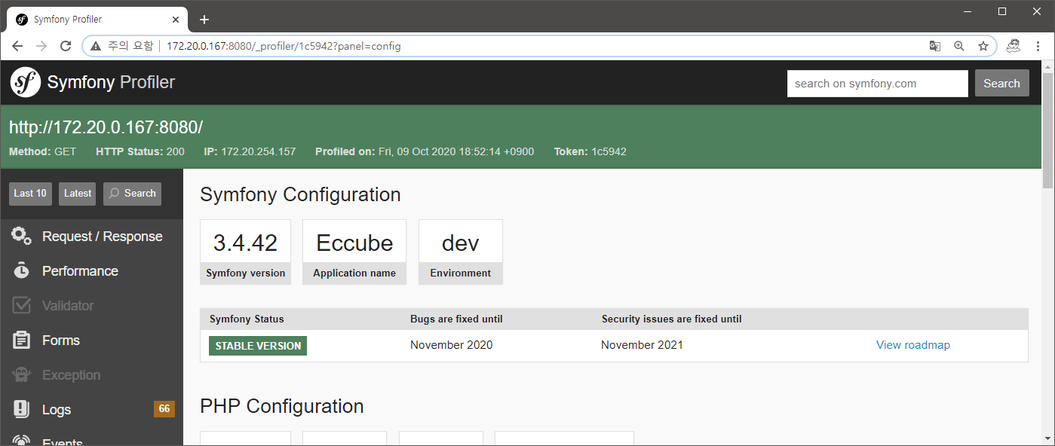 Symfony Profiler
주의 요함 172.20.0.167:8080/_profiler/1c5942?panel=config
sf Symfony Profiler search on symfony.com Search
http://172.20.0.167:8080/
Method: GET HTTP Status: 200 IP: 172.20.254.157 Profiled on: Fri, 09 Oct 2020 18:52:14 +0900 Token: 1c5942
Last 10 Latest Search
Request / Response
Performance
Validator
Forms
Exception
Logs 66
Events
Symfony Configuration
3.4.42 Eccube dev
Symfony version Application name Environment
Symfony Status Bugs are fixed until Security issues are fixed until
STABLE VERSION November 2020 November 2021 View roadmap
PHP Configuration